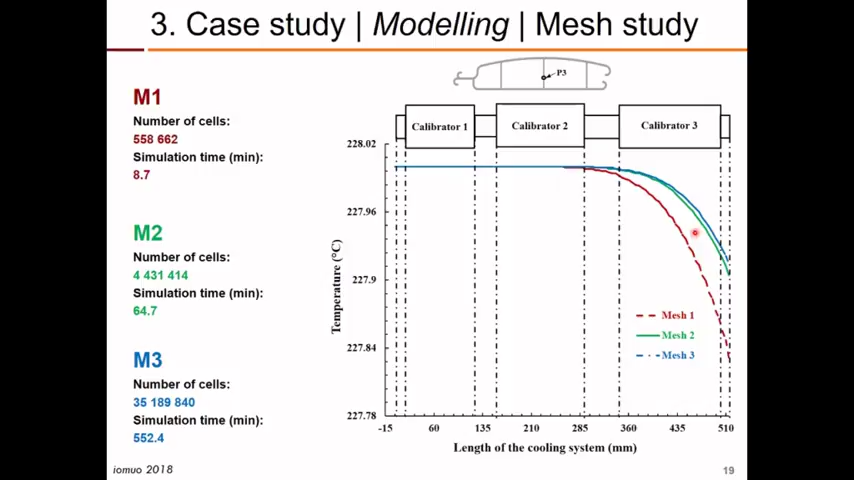 3. Case study | Modelling | Mesh study
M1
Number of cells:
558 662
Simulation time (min):
8.7
M2
Number of cells:
4 431 414
Simulation time (min):
64.7
M3
Number of cells:
35 189 840
Simulation time (min):
552.4
P3
Calibrator 1
Calibrator 2
Calibrator 3
228.02
227.96
227.9
227.84
227.78
Temperature (°C)
Mesh 1
Mesh 2
Mesh 3
-15 60 135 210 285 360 435 510
Length of the cooling system (mm)
iomuo 2018
19